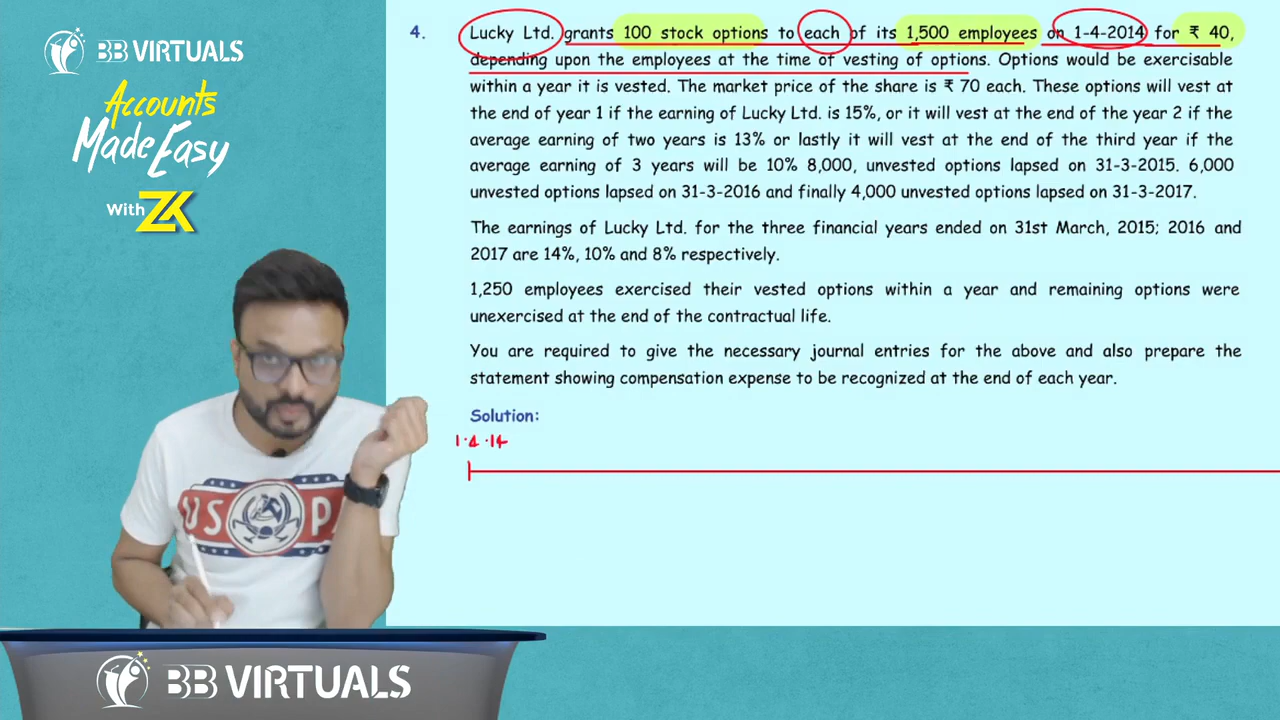 BB VIRTUALS
Accounts
Made Easy
With ZK
4. Lucky Ltd. grants 100 stock options to each of its 1,500 employees on 1-4-2014 for ₹ 40,
depending upon the employees at the time of vesting of options. Options would be exercisable
within a year it is vested. The market price of the share is ₹ 70 each. These options will vest at
the end of year 1 if the earning of Lucky Ltd. is 15%, or it will vest at the end of the year 2 if the
average earning of two years is 13% or lastly it will vest at the end of the third year if the
average earning of 3 years will be 10% 8,000, unvested options lapsed on 31-3-2015. 6,000
unvested options lapsed on 31-3-2016 and finally 4,000 unvested options lapsed on 31-3-2017.
The earnings of Lucky Ltd. for the three financial years ended on 31st March, 2015; 2016 and
2017 are 14%, 10% and 8% respectively.
1,250 employees exercised their vested options within a year and remaining options were
unexercised at the end of the contractual life.
You are required to give the necessary journal entries for the above and also prepare the
statement showing compensation expense to be recognized at the end of each year.
Solution:
1.4.14
US PA
BB VIRTUALS